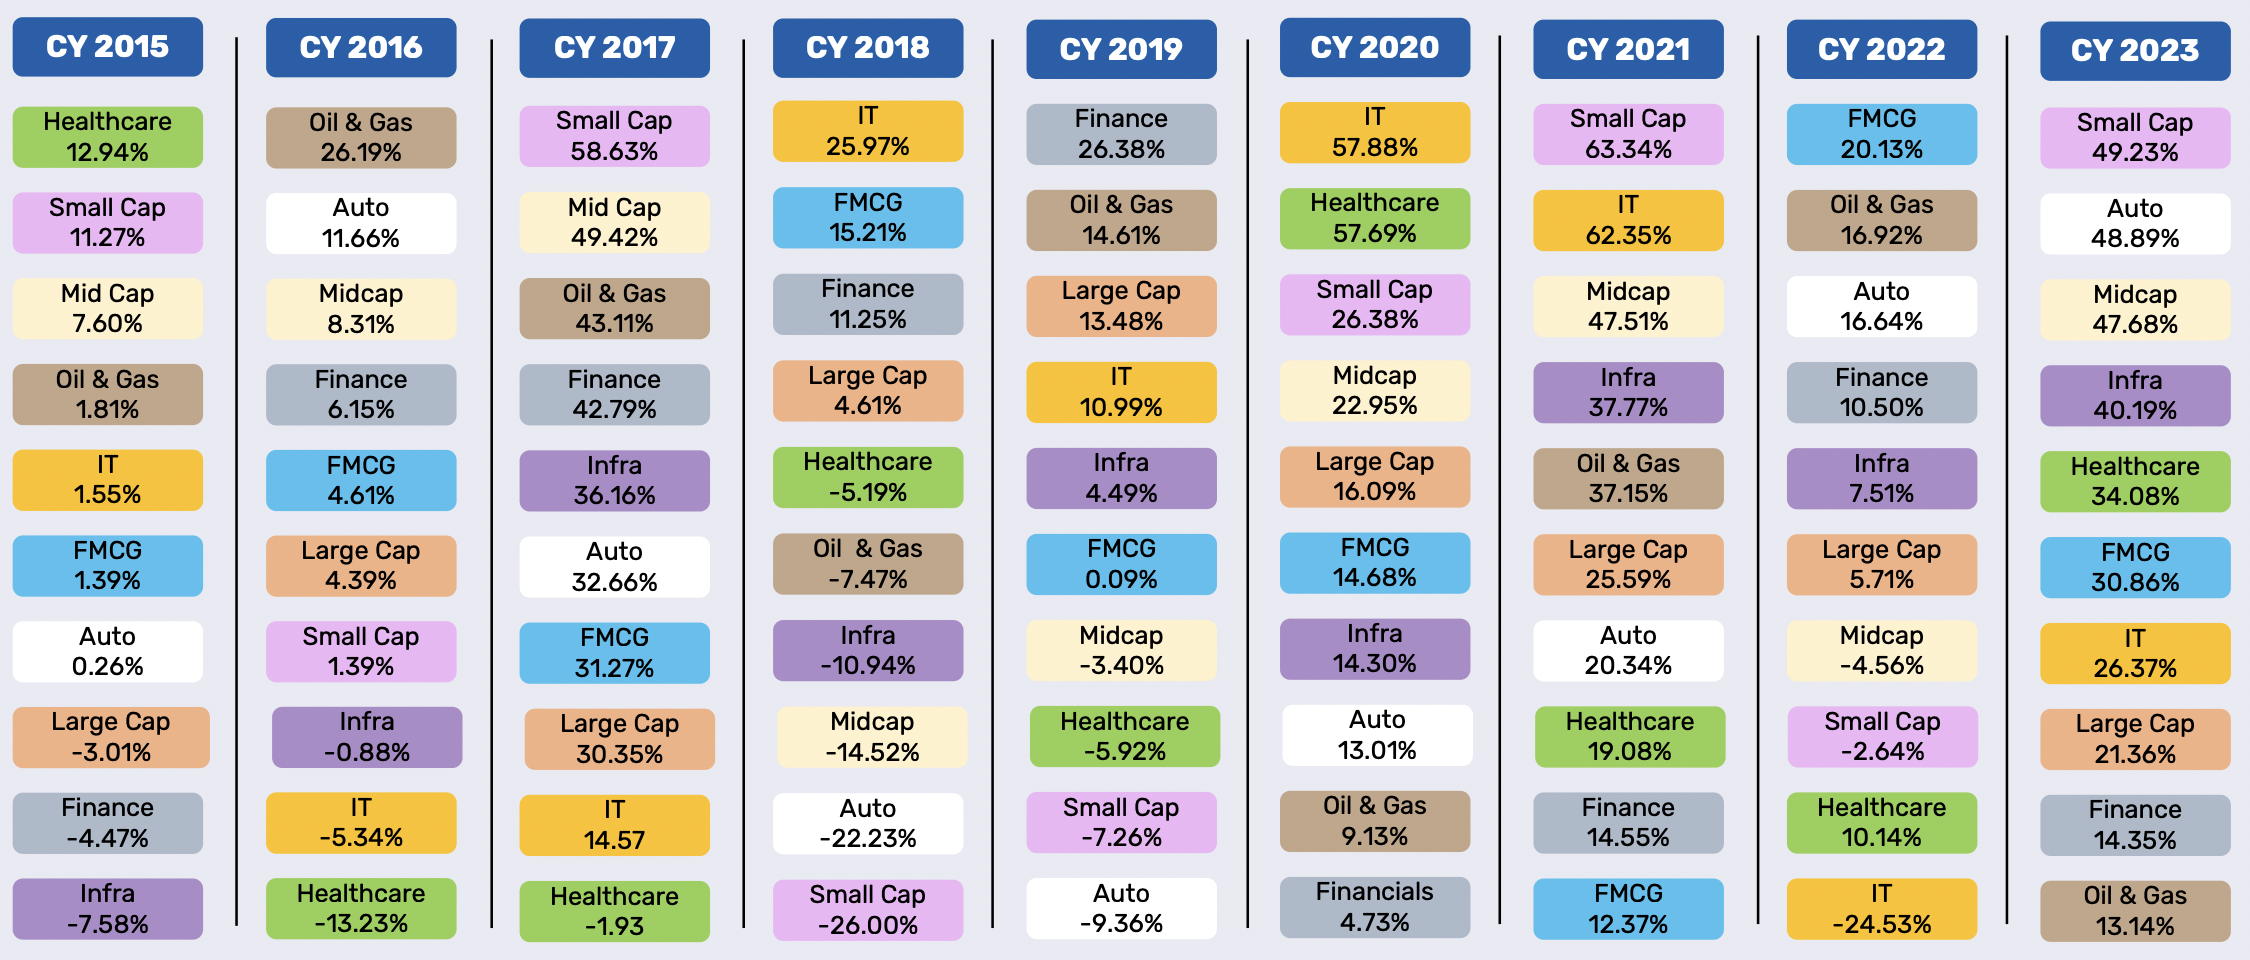 CY 2015
Healthcare
12.94%
Small Cap
11.27%
Mid Cap
7.60%
Oil & Gas
1.81%
IT
1.55%
FMCG
1.39%
Auto
0.26%
Large Cap
-3.01%
Finance
-4.47%
Infra
-7.58%
CY 2016
Oil & Gas
26.19%
Auto
11.66%
Midcap
8.31%
Finance
6.15%
FMCG
4.61%
Large Cap
4.39%
Small Cap
1.39%
Infra
-0.88%
IT
-5.34%
Healthcare
-13.23%
CY 2017
Small Cap
58.63%
Mid Cap
49.42%
Oil & Gas
43.11%
Finance
42.79%
Infra
36.16%
Auto
32.66%
FMCG
31.27%
Large Cap
30.35%
IT
14.57
Healthcare
-1.93
CY 2018
IT
25.97%
FMCG
15.21%
Finance
11.25%
Large Cap
4.61%
Healthcare
-5.19%
Oil & Gas
-7.47%
Infra
-10.94%
Midcap
-14.52%
Auto
-22.23%
Small Cap
-26.00%
CY 2019
Finance
26.38%
Oil & Gas
14.61%
Large Cap
13.48%
IT
10.99%
Infra
4.49%
FMCG
0.09%
Midcap
-3.40%
Healthcare
-5.92%
Small Cap
-7.26%
Auto
-9.36%
CY 2020
IT
57.88%
Healthcare
57.69%
Small Cap
26.38%
Midcap
22.95%
Large Cap
16.09%
FMCG
14.68%
Infra
14.30%
Auto
13.01%
Oil & Gas
9.13%
Financials
4.73%
CY 2021
Small Cap
63.34%
IT
62.35%
Midcap
47.51%
Infra
37.77%
Oil & Gas
37.15%
Large Cap
25.59%
Auto
20.34%
Healthcare
19.08%
Finance
14.55%
FMCG
12.37%
CY 2022
FMCG
20.13%
Oil & Gas
16.92%
Auto
16.64%
Finance
10.50%
Infra
7.51%
Large Cap
5.71%
Midcap
-4.56%
Small Cap
-2.64%
Healthcare
10.14%
IT
-24.53%
CY 2023
Small Cap
49.23%
Auto
48.89%
Midcap
47.68%
Infra
40.19%
Healthcare
34.08%
FMCG
30.86%
IT
26.37%
Large Cap
21.36%
Finance
14.35%
Oil & Gas
13.14%